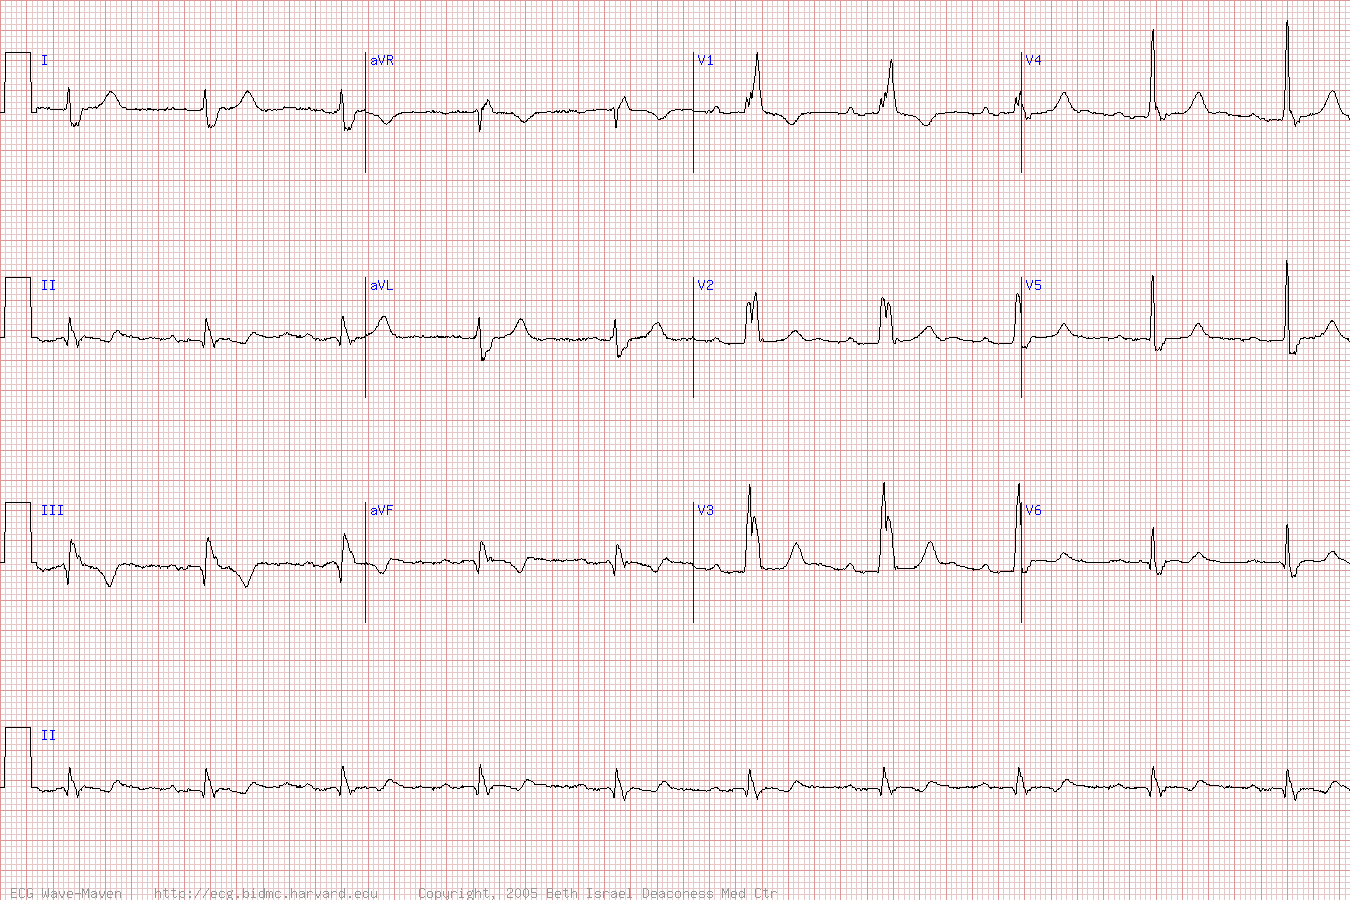 I aVR V1 V4
II aVL V2 V5
III aVF V3 V6
II
ECG Wave-Maven http://ecg.bidmc.harvard.edu Copyright, 2005 Beth Israel Deaconess Med Ctr